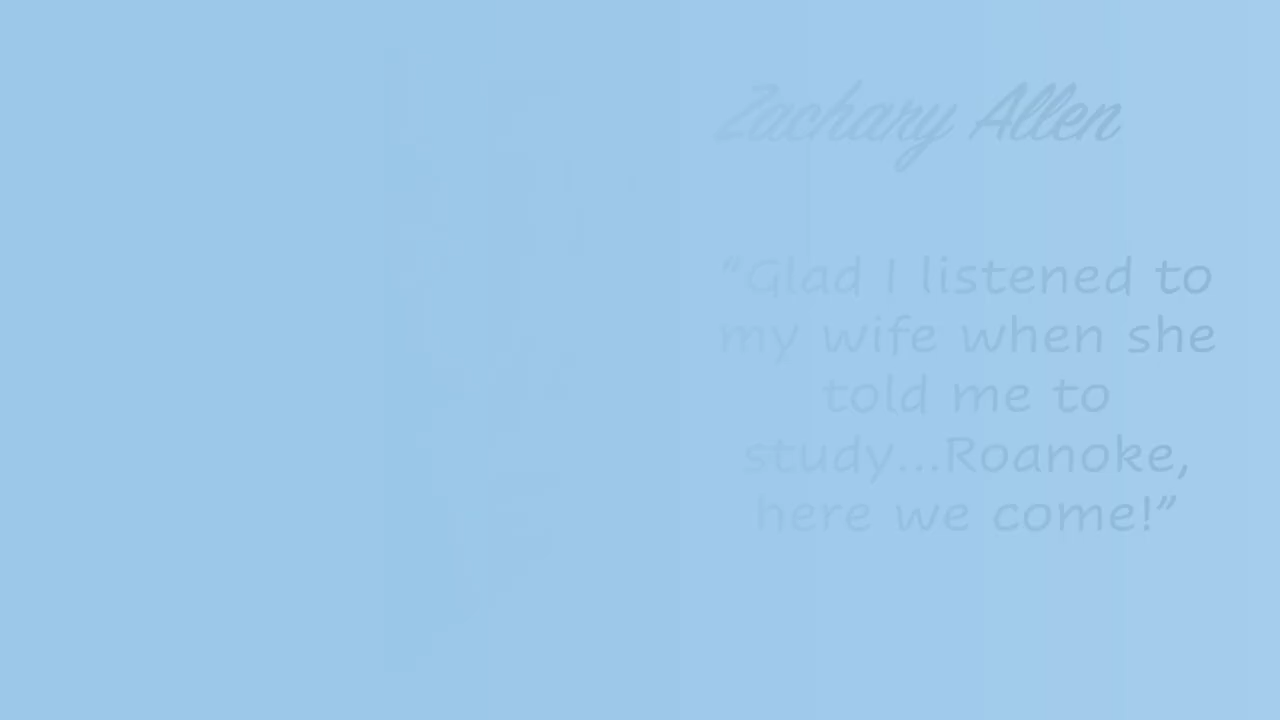 Zachary Allen
“Glad I listened to
my wife when she
told me to
study...Roanoke,
here we come!”